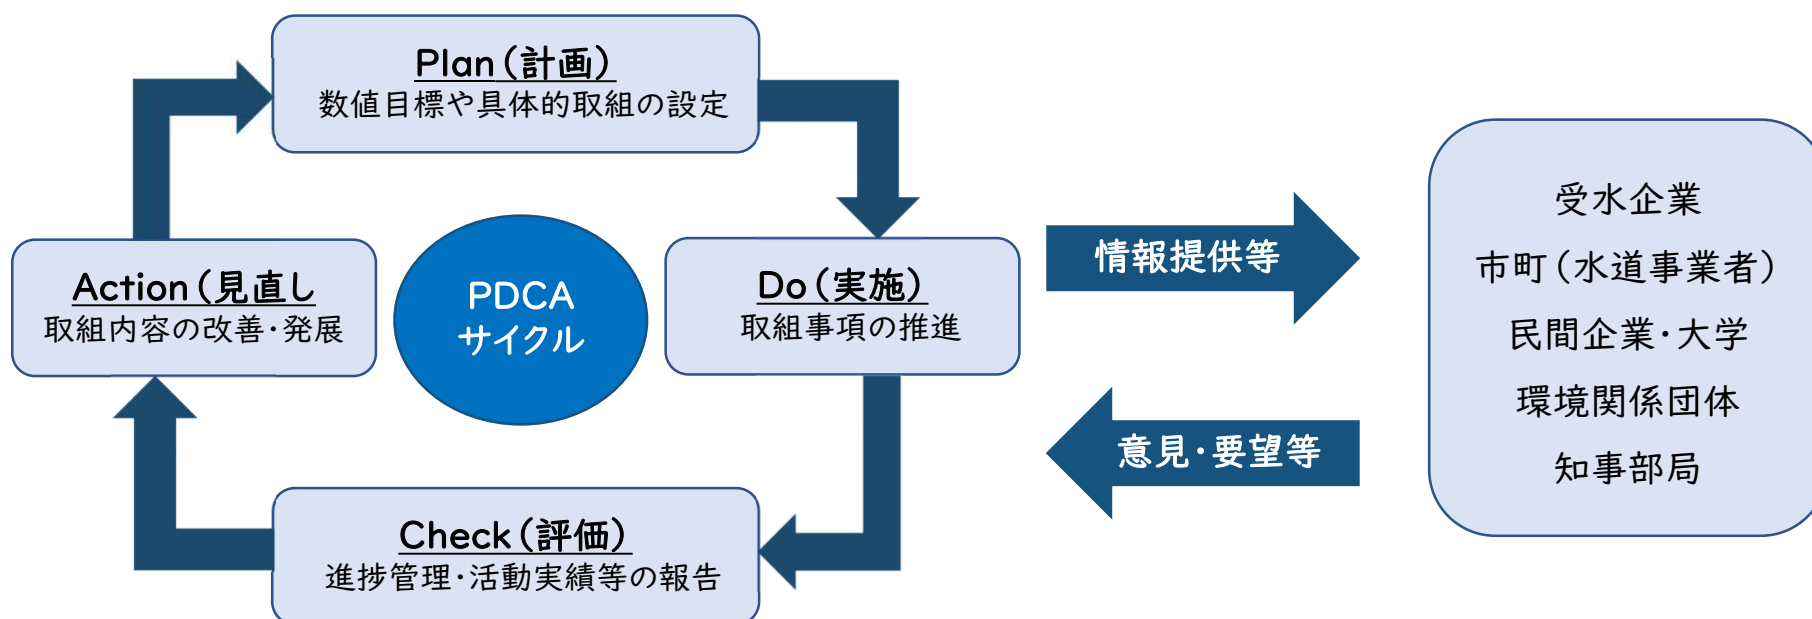 Plan(計画)
数値目標や具体的取組の設定
Action(見直し
取組内容の改善・発展
PDCA
サイクル
Do(実施)
取組事項の推進
Check(評価)
進捗管理・活動実績等の報告
情報提供等
意見・要望等
受水企業
市町(水道事業者)
民間企業・大学
環境関係団体
知事部局